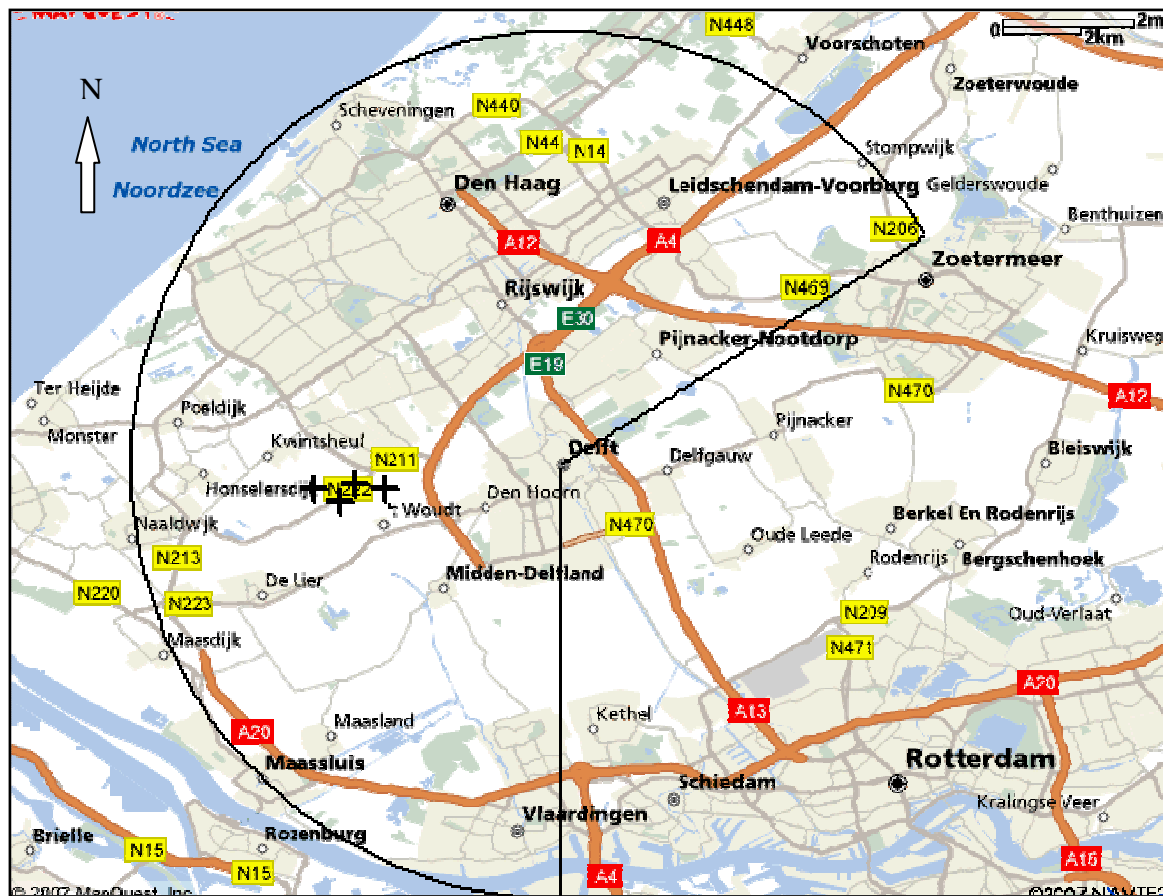 N448
2m
0
2km
Voorschoten
Zoeterwoude
N
Scheveningen
N440
North Sea
N44
N14
Stompwijk
Noordzee
Den Haag
Leidschendam-Voorburg
Gelderswoude
Benthuizen
N206
A12
A4
Zoetermeer
Rijswijk
N469
E30
Pijnacker-Nootdorp
Kruisweg
E19
Ter Heijde
N470
A12
Poeldijk
Monster
Pijnacker
Kwintsheul
Delft
Bleiswijk
N211
Delfgauw
Honselersdijk
N222
Den Hoorn
t Woudt
Naaldwijk
N470
Berkel En Rodenrijs
Oude Leede
N213
Rodenrijs
Bergschenhoek
De Lier
Midden-Delfland
N220
N223
N209
Oud-Verlaat
Maasdijk
N471
A20
A13
Kethel
Maasland
A20
Maassluis
Rotterdam
Schiedam
Vlaardingen
Kralingse Veer
Brielle
Rozenburg
N15
A16
N15
A4
© 2007 MapQuest, Inc.